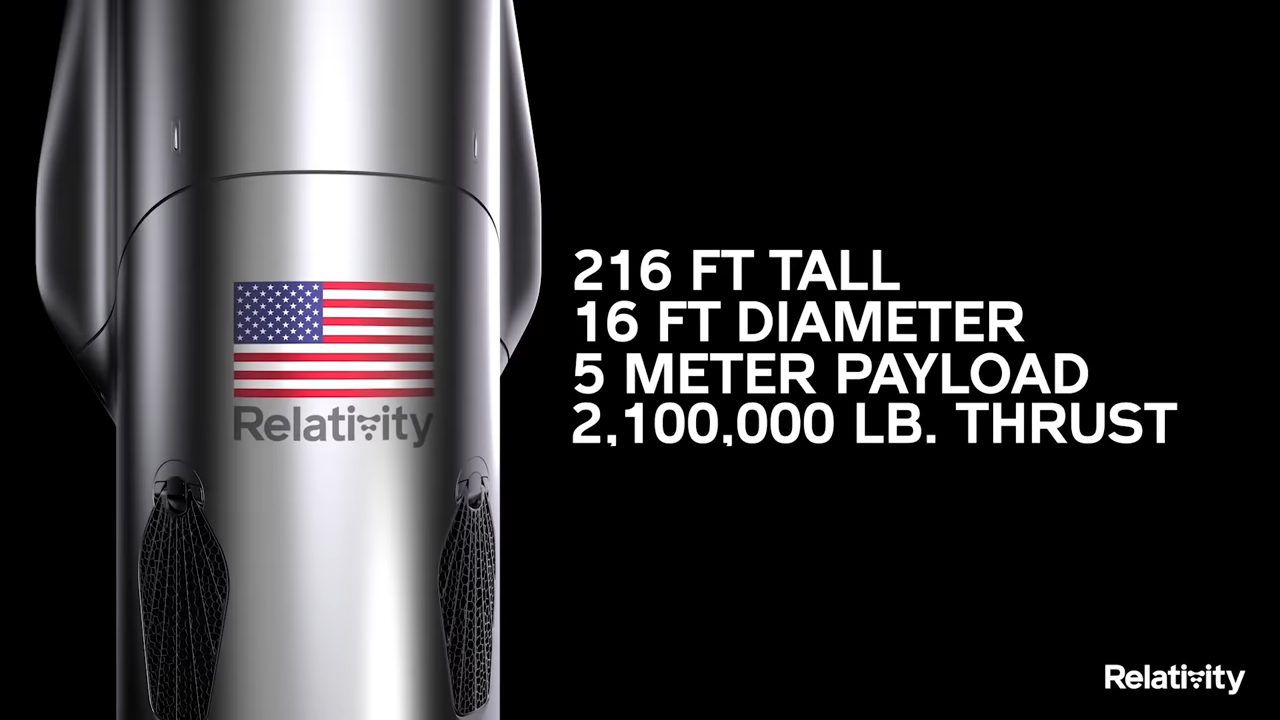 Relativity
216 FT TALL
16 FT DIAMETER
5 METER PAYLOAD
2,100,000 LB. THRUST
Relativity